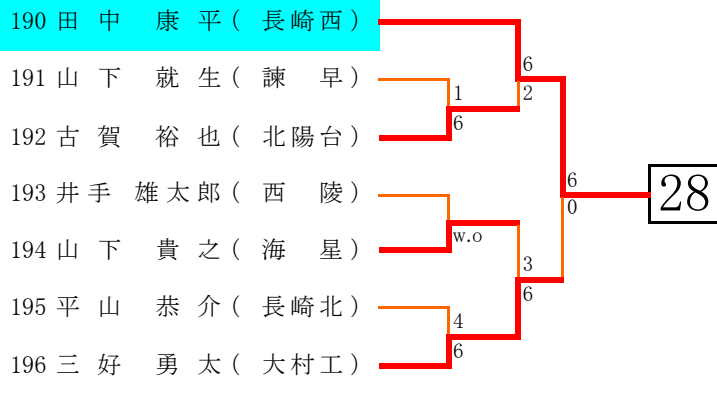 190 田中 康平 ( 長崎西 )
6
191 山下 就生 ( 諫早 )
1
2
6
192 古賀 裕也 ( 北陽台 )
6
28
193 井手 雄太郎 ( 西陵 )
0
w.o
194 山下 貴之 ( 海星 )
3
6
195 平山 恭介 ( 長崎北 )
4
6
196 三好 勇太 ( 大村工 )